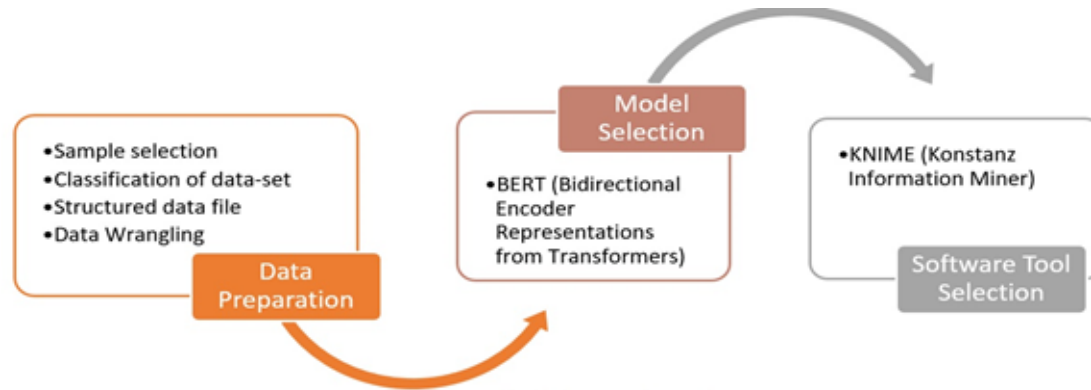 •Sample selection
•Classification of data-set
•Structured data file
•Data Wrangling
Data
Preparation
Model
Selection
•BERT (Bidirectional
Encoder
Representations
from Transformers)
•KNIME (Konstanz
Information Miner)
Software Tool
Selection